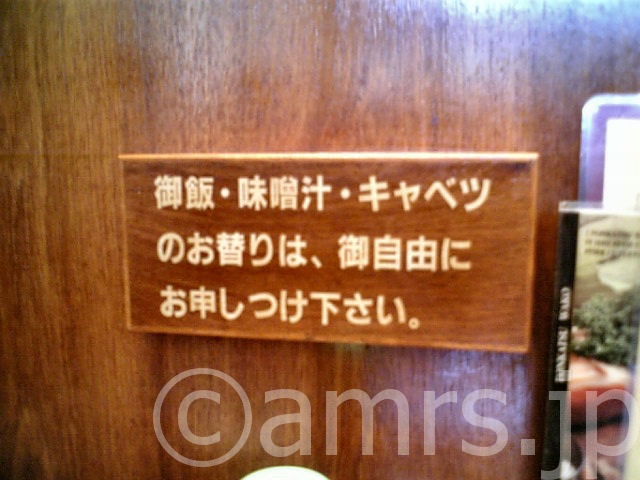 御飯・味噌汁・キャベツ
のお替りは、御自由に
お申しつけ下さい。
©amrs.jp